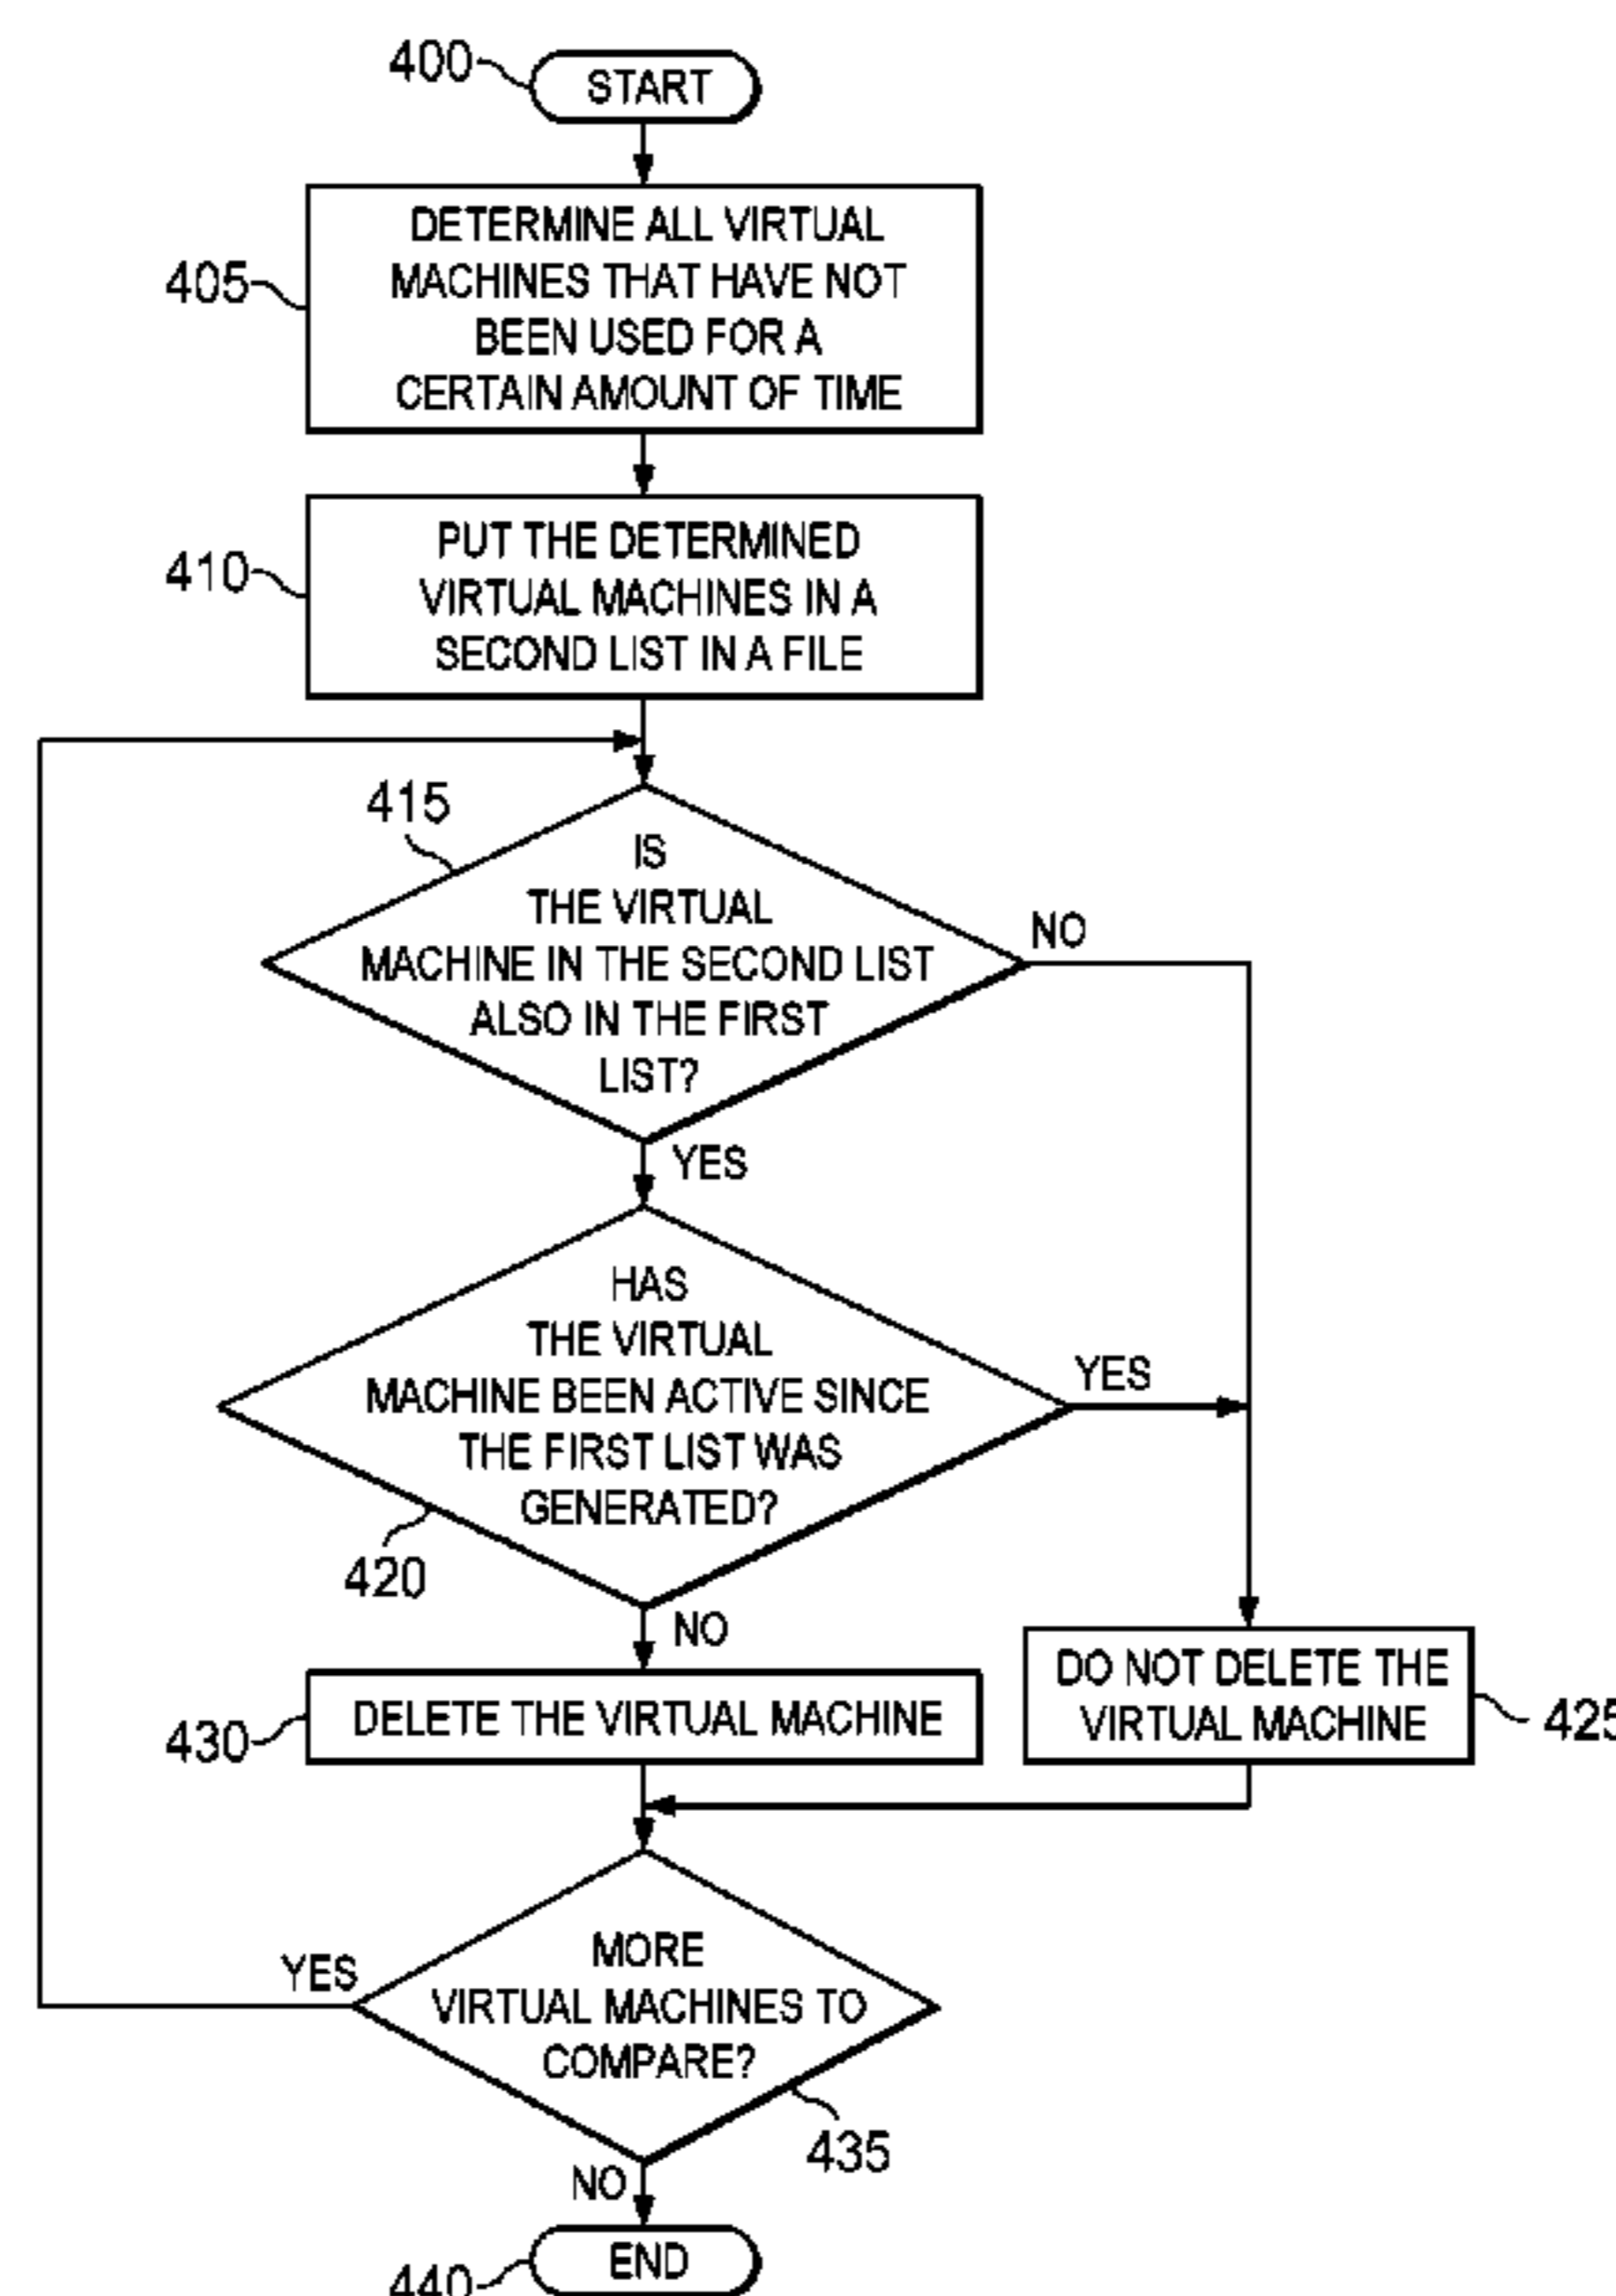 400
START
DETERMINE ALL VIRTUAL
MACHINES THAT HAVE NOT
BEEN USED FOR A
CERTAIN AMOUNT OF TIME
405
PUT THE DETERMINED
VIRTUAL MACHINES IN A
SECOND LIST IN A FILE
410
415
IS
THE VIRTUAL
MACHINE IN THE SECOND LIST
ALSO IN THE FIRST
LIST?
NO
YES
HAS
THE VIRTUAL
MACHINE BEEN ACTIVE SINCE
THE FIRST LIST WAS
GENERATED?
YES
420
NO
DELETE THE VIRTUAL MACHINE
430
DO NOT DELETE THE
VIRTUAL MACHINE
425
MORE
VIRTUAL MACHINES TO
COMPARE?
YES
435
NO
END
440